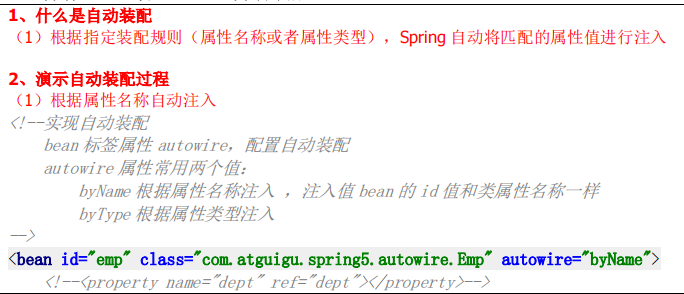 1、什么是自动装配
（1）根据指定装配规则（属性名称或者属性类型），Spring 自动将匹配的属性值进行注入
2、演示自动装配过程
（1）根据属性名称自动注入
<!--实现自动装配
bean 标签属性 autowire，配置自动装配
autowire 属性常用两个值：
byName 根据属性名称注入 ，注入值 bean 的 id 值和类属性名称一样
byType 根据属性类型注入
-->
<bean id="emp" class="com.atguigu.spring5.autowire.Emp" autowire="byName">
<!--<property name="dept" ref="dept"></property>-->